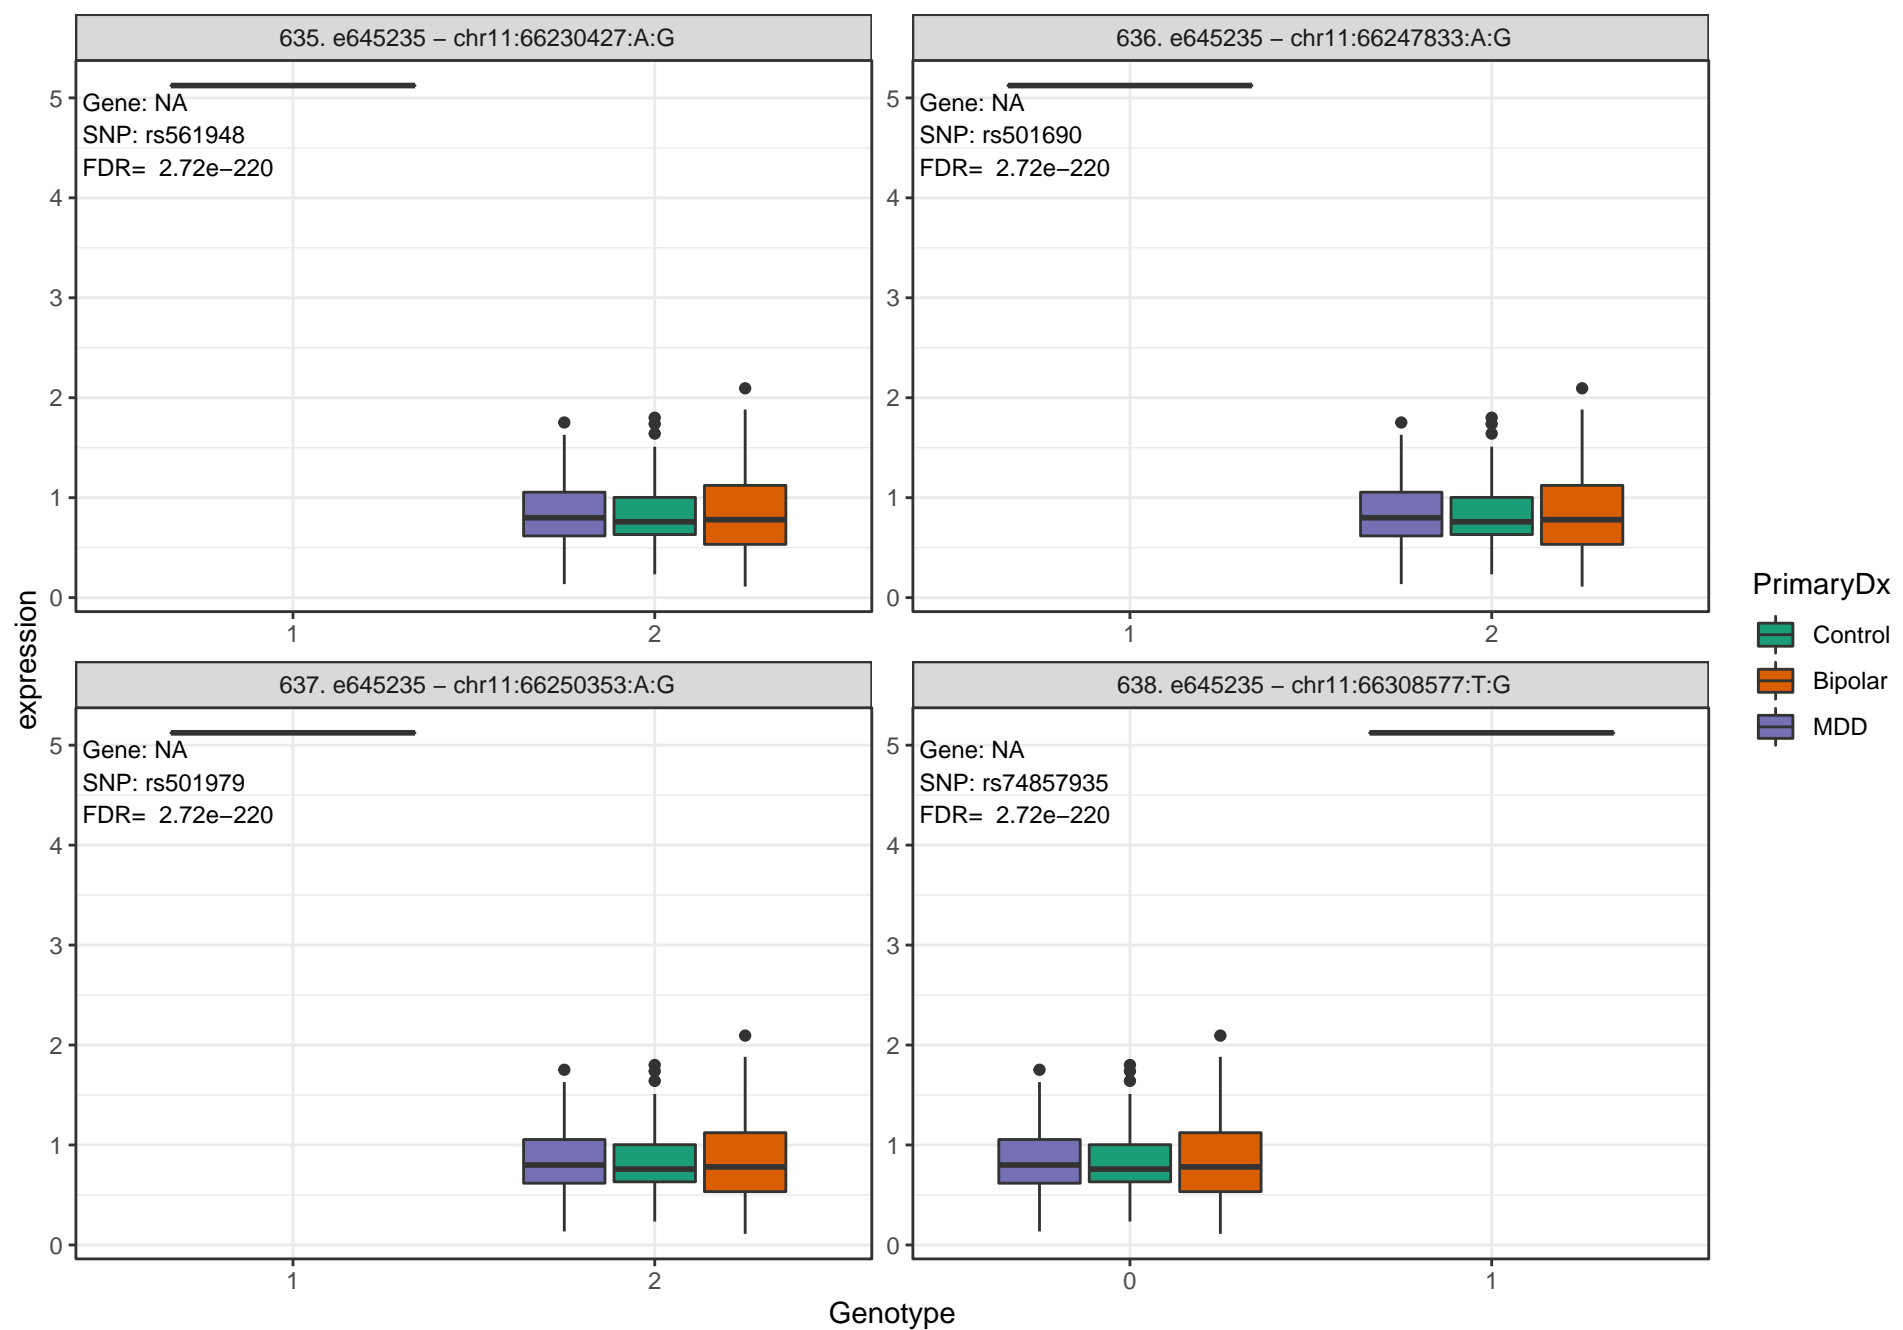 635. e645235 − chr11:66230427:A:G
636. e645235 − chr11:66247833:A:G
5
4
3
2
1
0
Gene: NA
SNP: rs561948
FDR=  2.72e−220
1
2
5
4
3
2
1
0
Gene: NA
SNP: rs501690
FDR=  2.72e−220
1
2
637. e645235 − chr11:66250353:A:G
638. e645235 − chr11:66308577:T:G
5
4
3
2
1
0
Gene: NA
SNP: rs501979
FDR=  2.72e−220
1
2
5
4
3
2
1
0
Gene: NA
SNP: rs74857935
FDR=  2.72e−220
0
1
expression
Genotype
PrimaryDx
Control
Bipolar
MDD